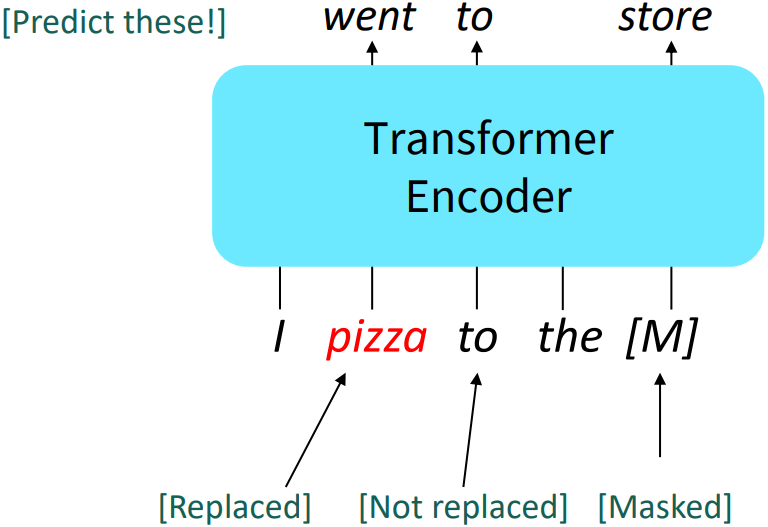 [Predict these!] went to store
Transformer
Encoder
I pizza to the [M]
[Replaced] [Not replaced] [Masked]